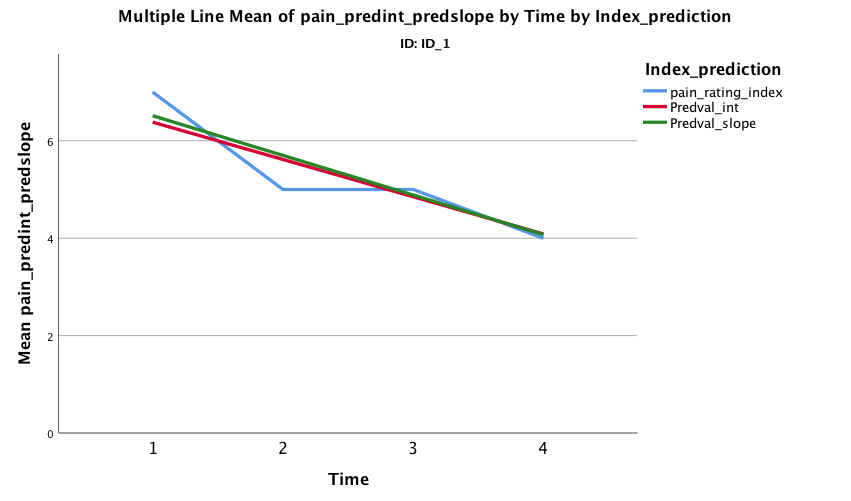 Multiple Line Mean of pain_predint_predslope by Time by Index_prediction
ID: ID_1
Index_prediction
pain_rating_index
Predval_int
Predval_slope
Mean pain_predint_predslope
6
4
2
0
1 2 3 4
Time